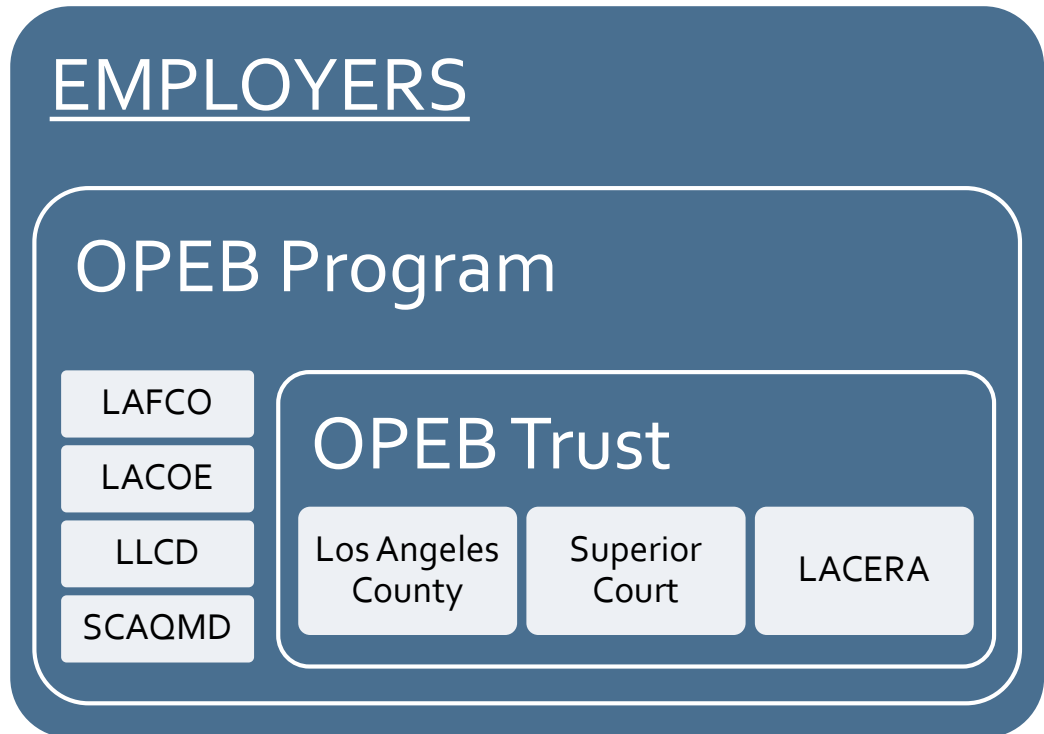 EMPLOYERS
OPEB Program
LAFCO
LACOE
LLCD
SCAQMD
OPEB Trust
Los Angeles
County
Superior
Court
LACERA